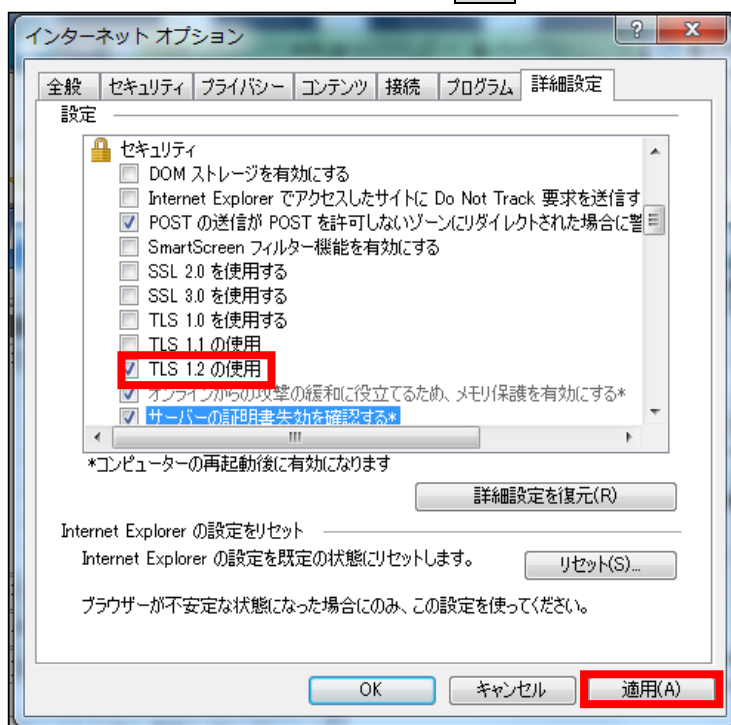 インターネット オプション
全般 セキュリティ プライバシー コンテンツ 接続 プログラム 詳細設定
設定
セキュリティ
DOM ストレージを有効にする
Internet Explorer でアクセスしたサイトに Do Not Track 要求を送信す
POST の送信が POST を許可しないゾーンにリダイレクトされた場合に警
SmartScreen フィルター機能を有効にする
SSL 2.0 を使用する
SSL 3.0 を使用する
TLS 1.0 を使用する
TLS 1.1 の使用
TLS 1.2 の使用
オンラインからの攻撃の緩和に役立てるため、メモリ保護を有効にする*
サーバーの証明書失効を確認する*
*コンピューターの再起動後に有効になります
詳細設定を復元(R)
Internet Explorer の設定をリセット
Internet Explorer の設定を既定の状態にリセットします。
リセット(S)...
ブラウザーが不安定な状態になった場合にのみ、この設定を使ってください。
OK キャンセル 適用(A)